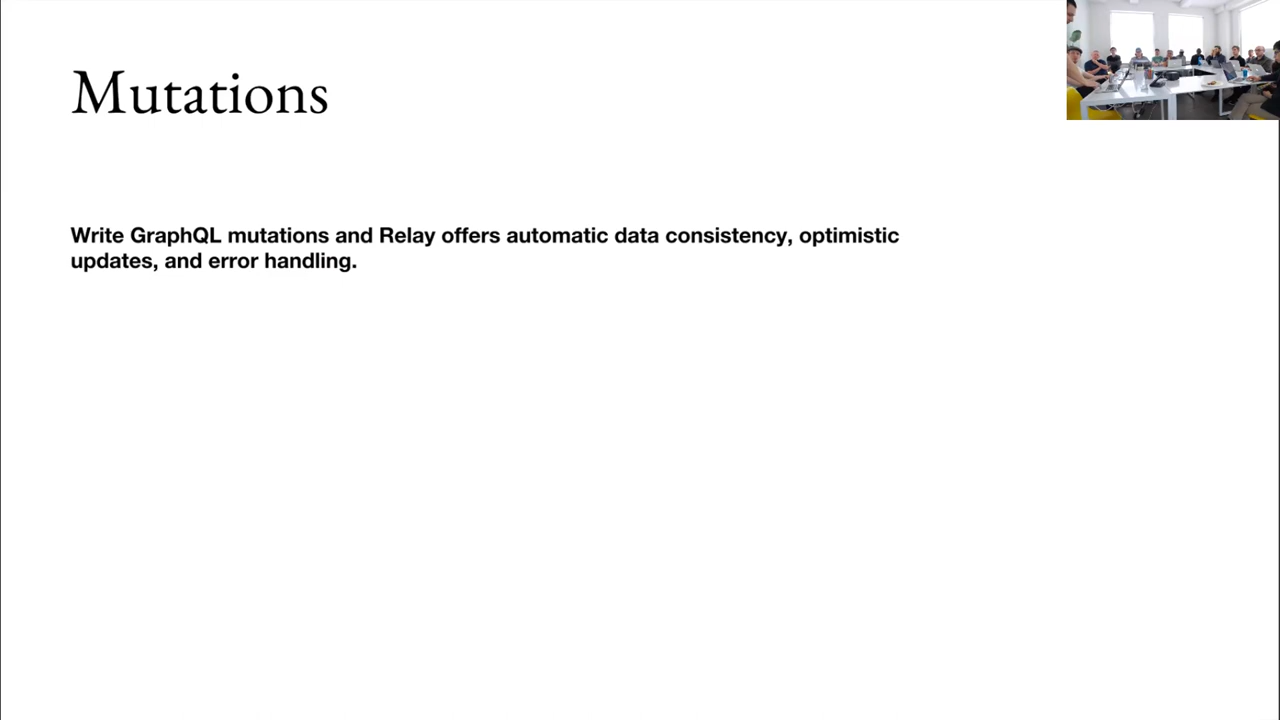 Mutations
Write GraphQL mutations and Relay offers automatic data consistency, optimistic
updates, and error handling.